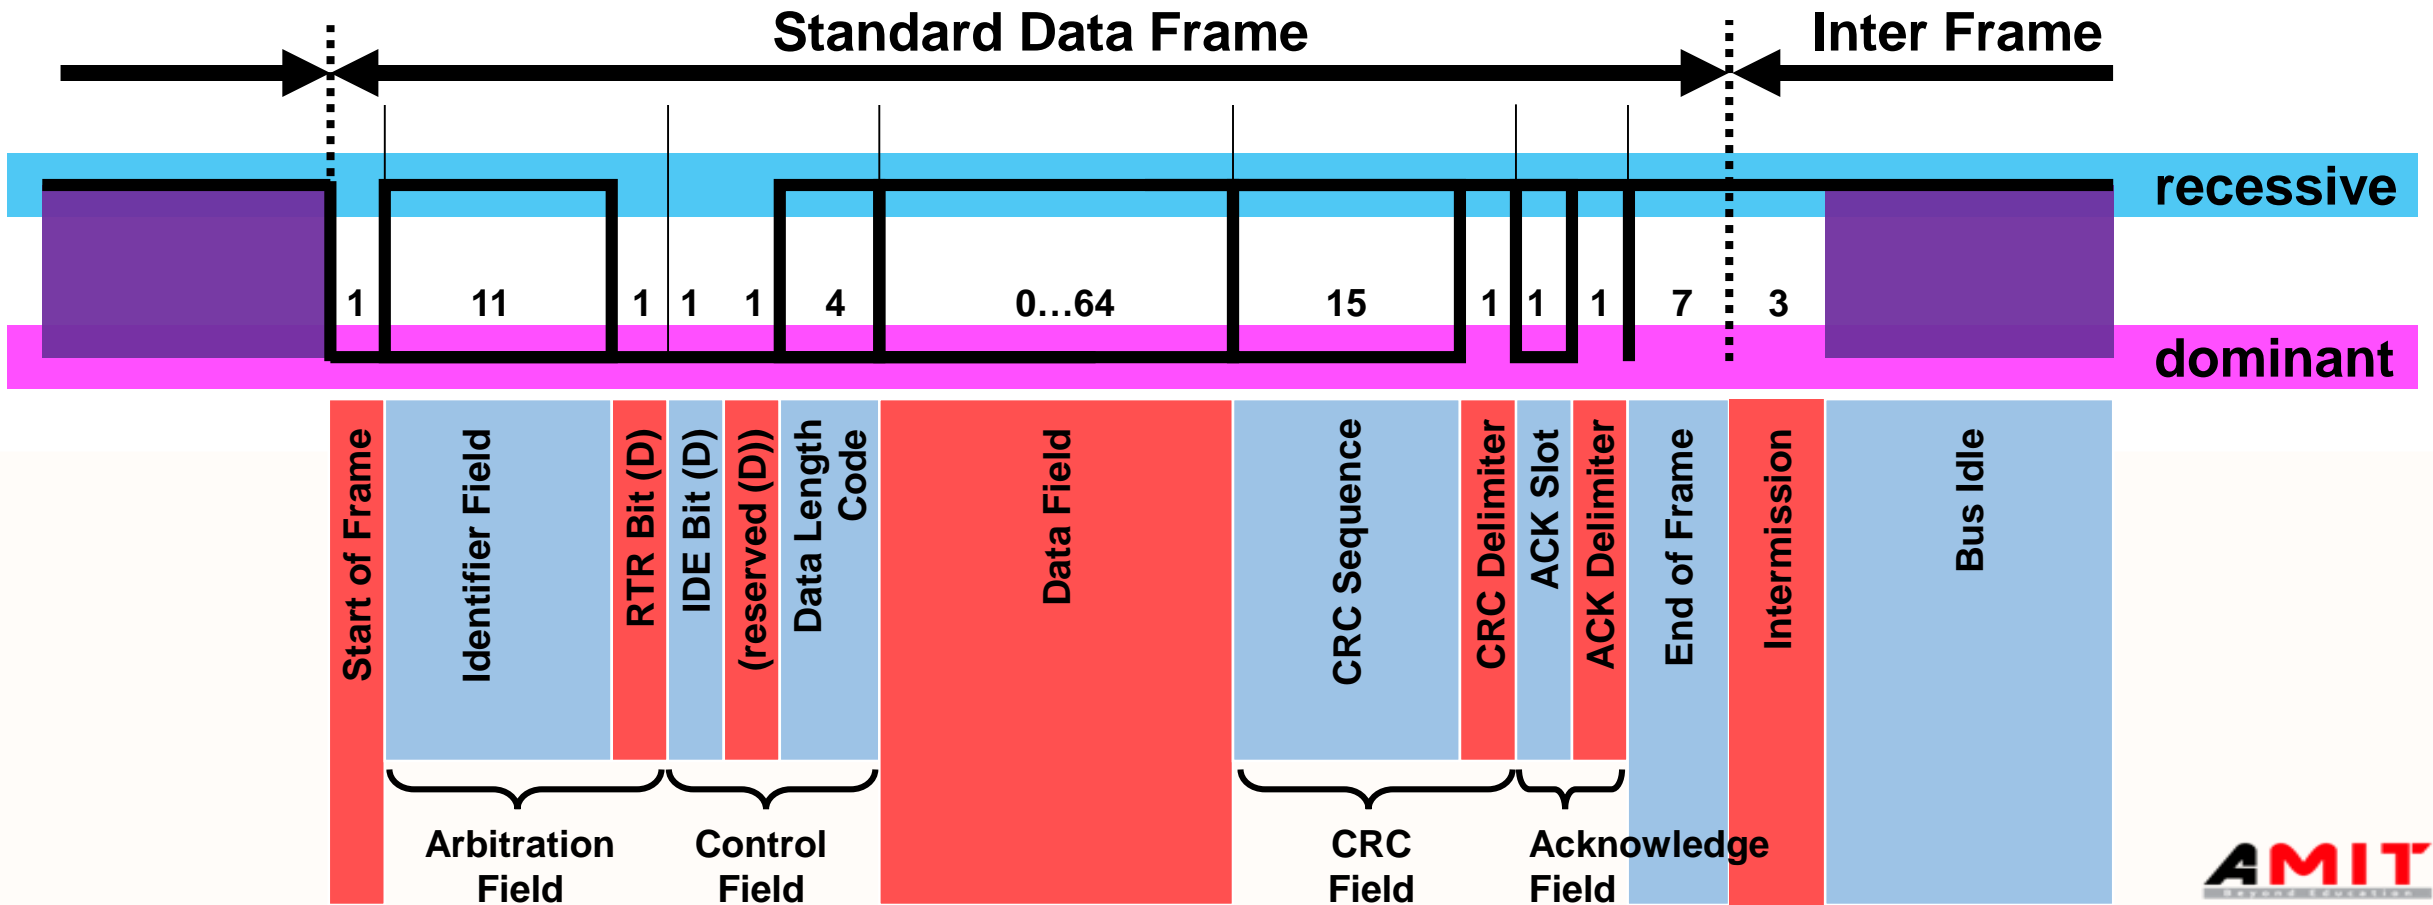 Standard Data Frame
Inter Frame
recessive
1 11 1 1 1 4 0...64 15 1 1 1 7 3
dominant
Start of Frame
Identifier Field
RTR Bit (D)
IDE Bit (D)
(reserved (D))
Data Length
Code
Data Field
CRC Sequence
CRC Delimiter
ACK Slot
ACK Delimiter
End of Frame
Intermission
Bus Idle
Arbitration
Field
Control
Field
CRC
Field
Acknowledge
Field
AMIT
Beyond Education